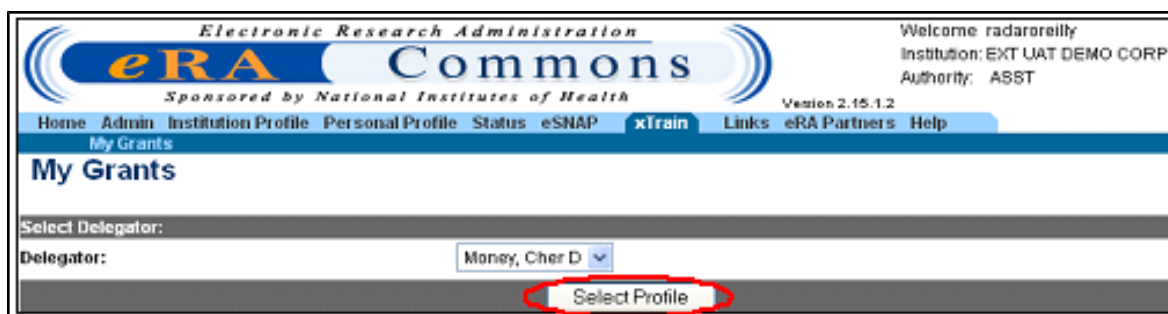 Electronic Research Administration
eRA Commons
Sponsored by National Institutes of Health
Welcome radaroreilly
Institution: EXT UAT DEMO CORP
Authority: ASST
Version 2.15.1.2
Home Admin Institution Profile Personal Profile Status eSNAP xTrain Links eRA Partners Help
My Grants
My Grants
Select Delegator:
Delegator: Money, Cher D
Select Profile